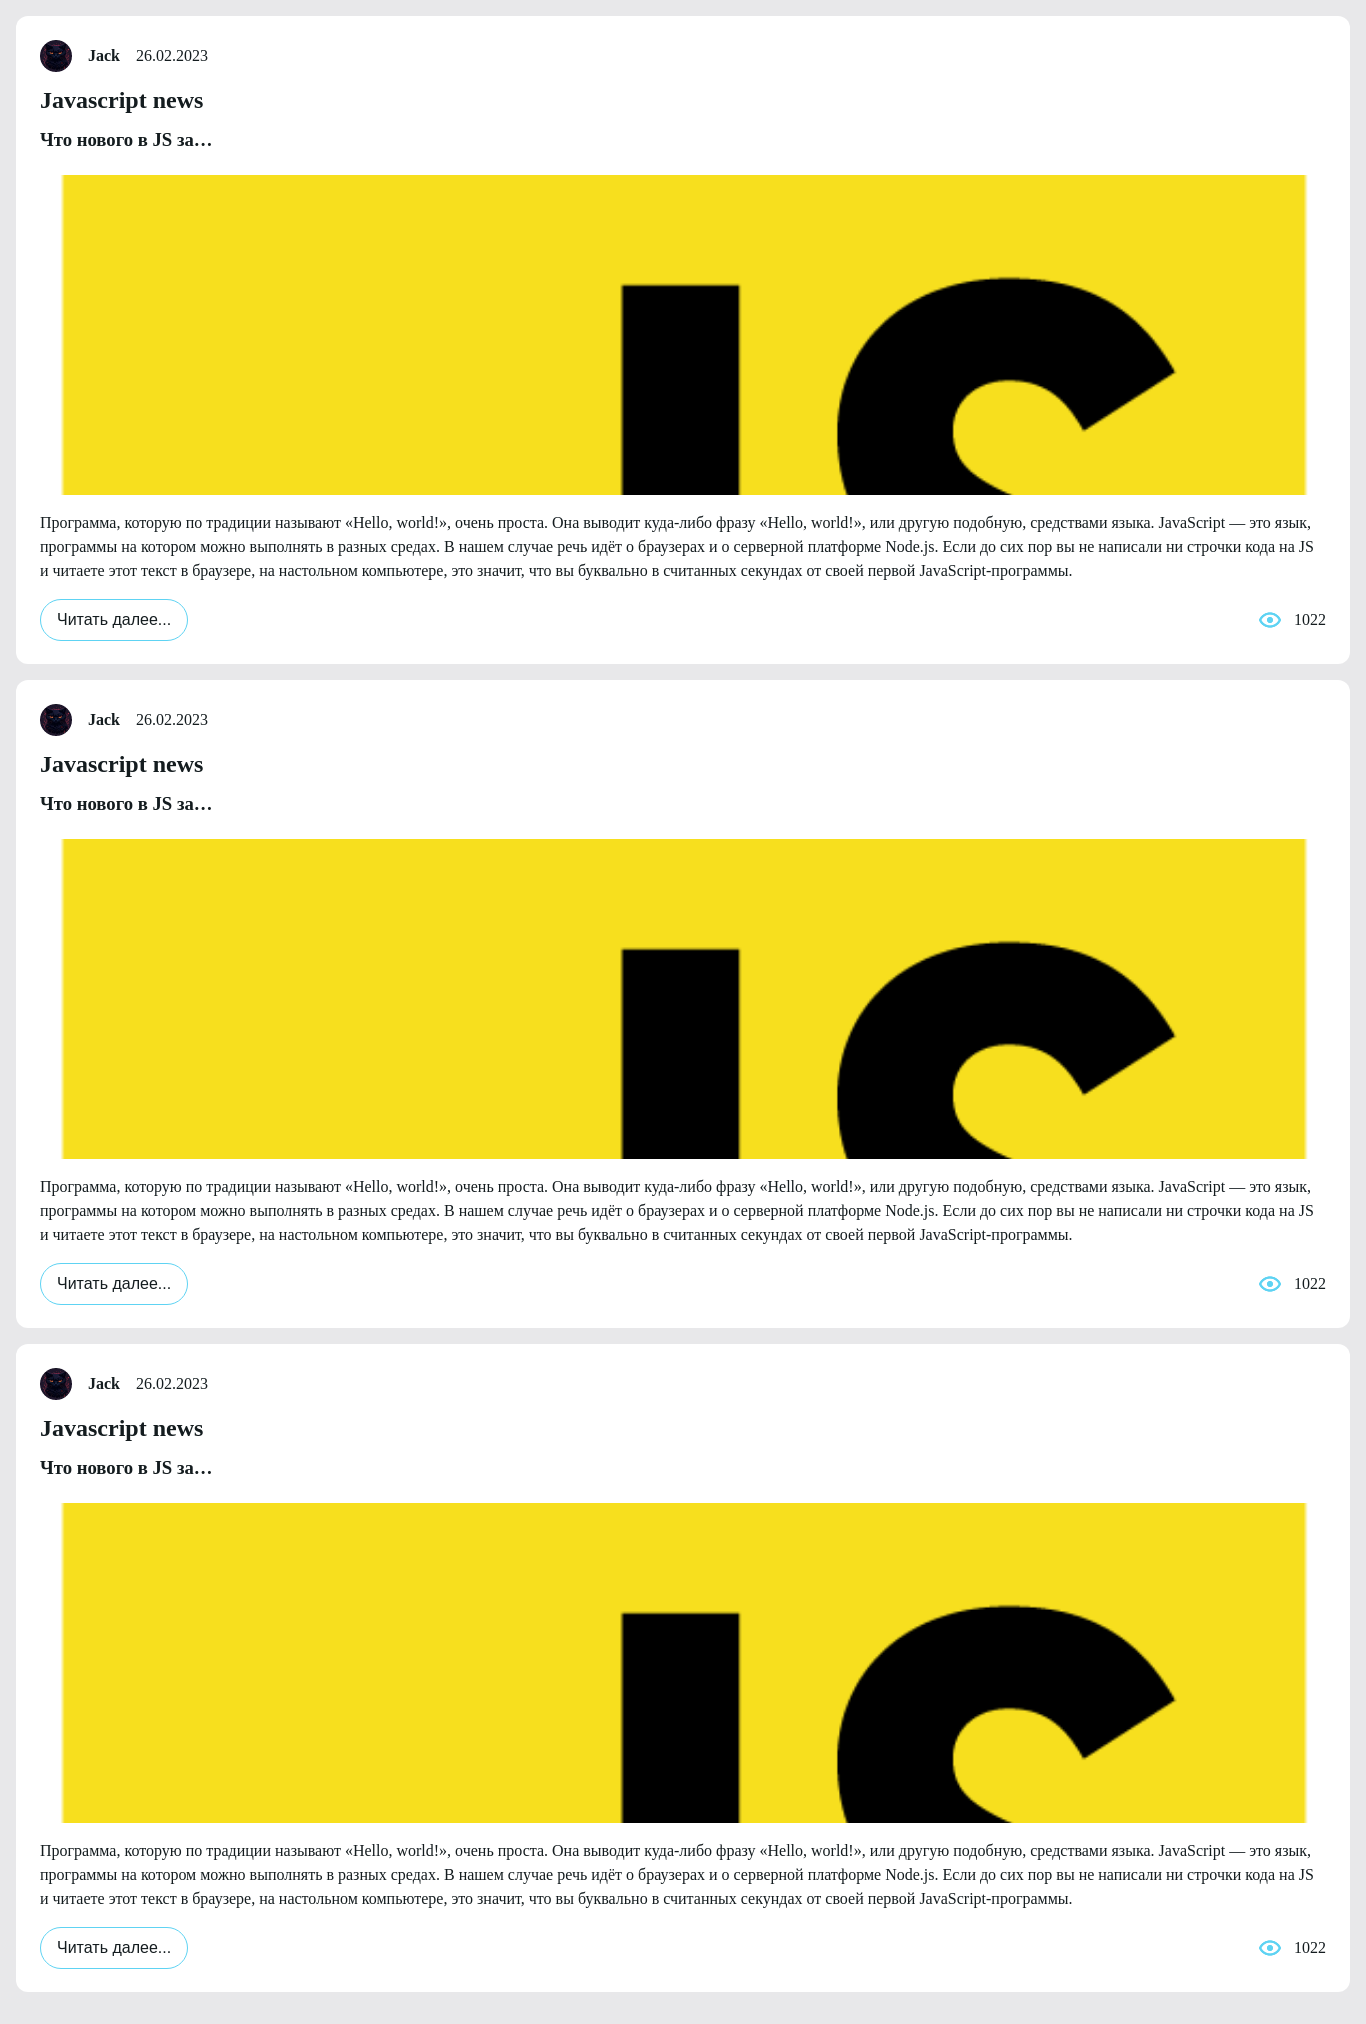 Jack 26.02.2023
Javascript news
Что нового в JS за...
JS
Программа, которую по традиции называют «Hello, world!», очень проста. Она выводит куда-либо фразу «Hello, world!», или другую подобную, средствами языка. JavaScript — это язык,
программы на котором можно выполнять в разных средах. В нашем случае речь идёт о браузерах и о серверной платформе Node.js. Если до сих пор вы не написали ни строчки кода на JS
и читаете этот текст в браузере, на настольном компьютере, это значит, что вы буквально в считанных секундах от своей первой JavaScript-программы.
Читать далее... 1022
Jack 26.02.2023
Javascript news
Что нового в JS за...
JS
Программа, которую по традиции называют «Hello, world!», очень проста. Она выводит куда-либо фразу «Hello, world!», или другую подобную, средствами языка. JavaScript — это язык,
программы на котором можно выполнять в разных средах. В нашем случае речь идёт о браузерах и о серверной платформе Node.js. Если до сих пор вы не написали ни строчки кода на JS
и читаете этот текст в браузере, на настольном компьютере, это значит, что вы буквально в считанных секундах от своей первой JavaScript-программы.
Читать далее... 1022
Jack 26.02.2023
Javascript news
Что нового в JS за...
JS
Программа, которую по традиции называют «Hello, world!», очень проста. Она выводит куда-либо фразу «Hello, world!», или другую подобную, средствами языка. JavaScript — это язык,
программы на котором можно выполнять в разных средах. В нашем случае речь идёт о браузерах и о серверной платформе Node.js. Если до сих пор вы не написали ни строчки кода на JS
и читаете этот текст в браузере, на настольном компьютере, это значит, что вы буквально в считанных секундах от своей первой JavaScript-программы.
Читать далее... 1022